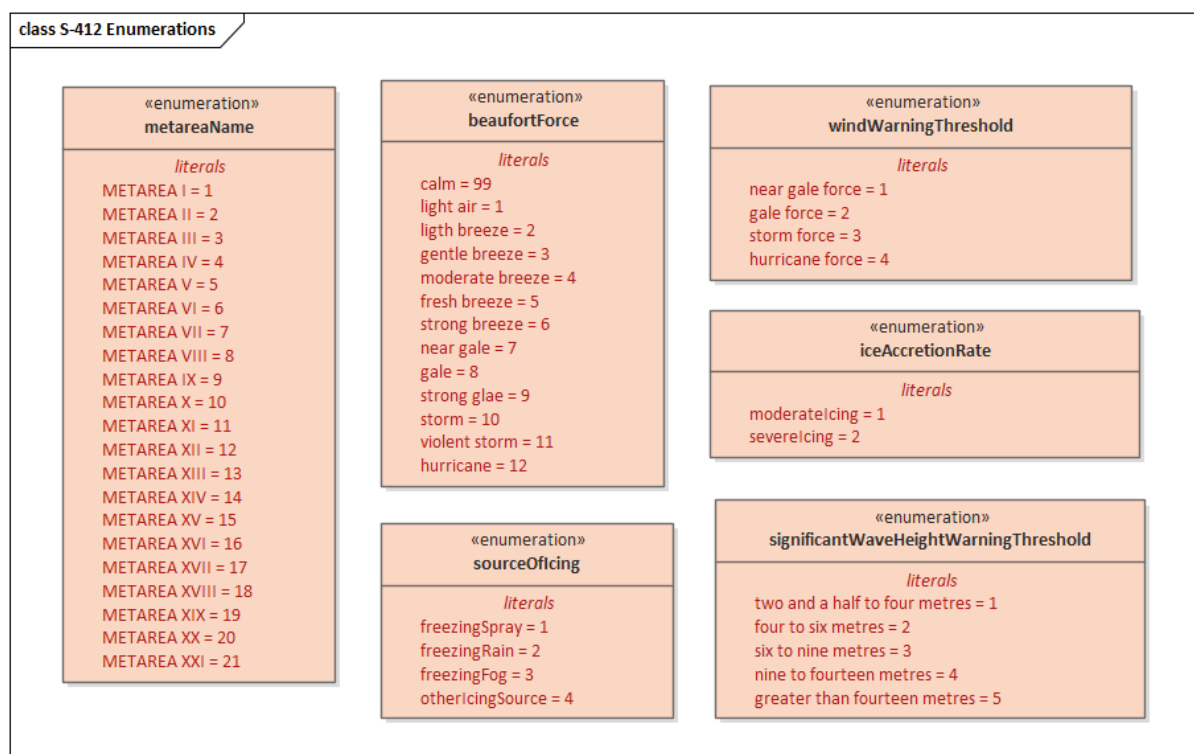 class S-412 Enumerations
«enumeration»
metareaName
literals
METAREA I = 1
METAREA II = 2
METAREA III = 3
METAREA IV = 4
METAREA V = 5
METAREA VI = 6
METAREA VII = 7
METAREA VIII = 8
METAREA IX = 9
METAREA X = 10
METAREA XI = 11
METAREA XII = 12
METAREA XIII = 13
METAREA XIV = 14
METAREA XV = 15
METAREA XVI = 16
METAREA XVII = 17
METAREA XVIII = 18
METAREA XIX = 19
METAREA XX = 20
METAREA XXI = 21
«enumeration»
beaufortForce
literals
calm = 99
light air = 1
ligth breeze = 2
gentle breeze = 3
moderate breeze = 4
fresh breeze = 5
strong breeze = 6
near gale = 7
gale = 8
strong glae = 9
storm = 10
violent storm = 11
hurricane = 12
«enumeration»
sourceOfIcing
literals
freezingSpray = 1
freezingRain = 2
freezingFog = 3
otherIcingSource = 4
«enumeration»
windWarningThreshold
literals
near gale force = 1
gale force = 2
storm force = 3
hurricane force = 4
«enumeration»
iceAccretionRate
literals
moderateIcing = 1
severeIcing = 2
«enumeration»
significantWaveHeightWarningThreshold
literals
two and a half to four metres = 1
four to six metres = 2
six to nine metres = 3
nine to fourteen metres = 4
greater than fourteen metres = 5